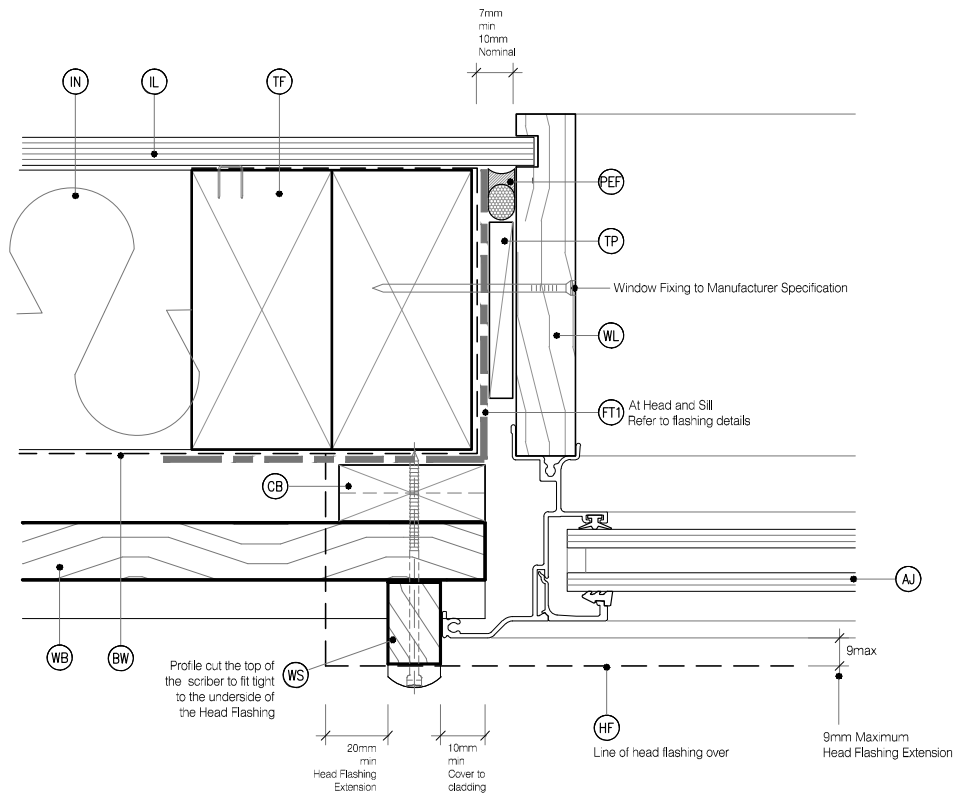 7mm
min
10mm
Nominal
IN
IL
TF
PEF
TP
Window Fixing to Manufacturer Specification
WL
FT1
At Head and Sill
Refer to flashing details
CB
AJ
WB
BW
WS
Profile cut the top of
the scriber to fit tight
to the underside of
the Head Flashing
9max
HF
Line of head flashing over
9mm Maximum
Head Flashing Extension
20mm
min
Head Flashing
Extension
10mm
min
Cover to
cladding